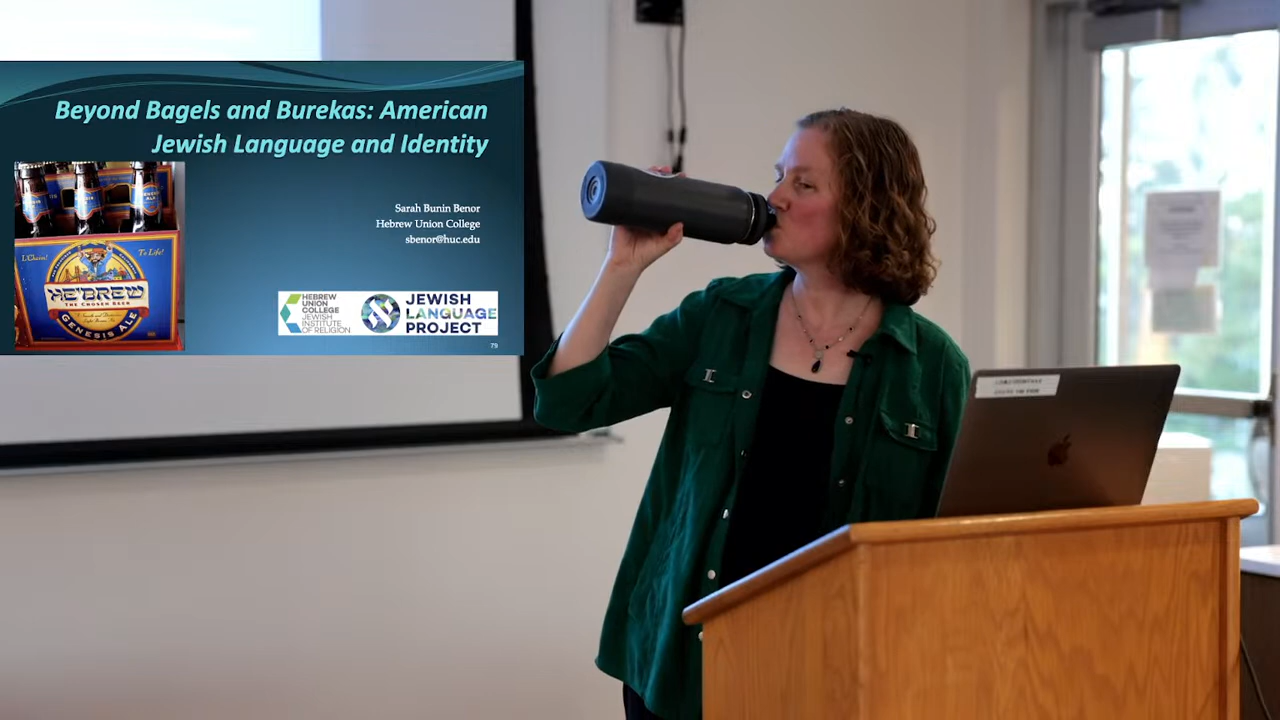 Beyond Bagels and Burekas: American
Jewish Language and Identity
Sarah Bunin Benor
Hebrew Union College
sbenor@huc.edu
L'Chaim!
To Life!
HE'BREW
THE CHOSEN BEER
GENESIS ALE
HEBREW
UNION
COLLEGE
JEWISH
INSTITUTE
OF RELIGION
JEWISH
LANGUAGE
PROJECT
79